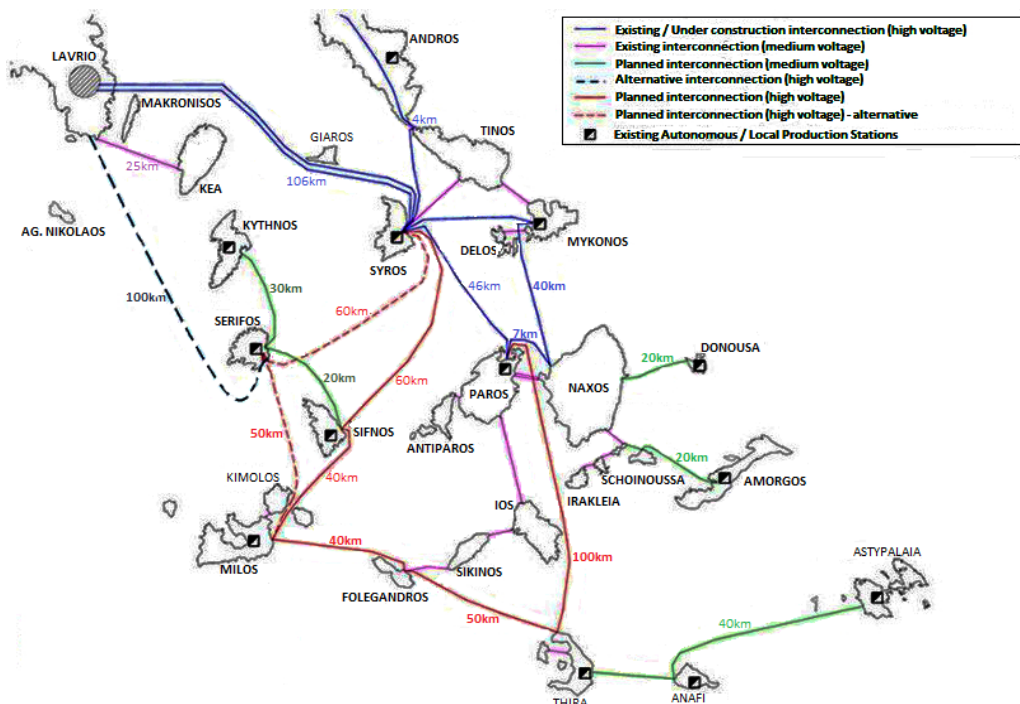 Existing / Under construction interconnection (high voltage)
Existing interconnection (medium voltage)
Planned interconnection (medium voltage)
Alternative interconnection (high voltage)
Planned interconnection (high voltage)
Planned interconnection (high voltage) - alternative
Existing Autonomous / Local Production Stations
ANDROS
LAVRIO
MAKRONISOS
GIAROS
4km
TINOS
25km
KEA
106km
AG. NIKOLAOS
KYTHNOS
DELOS
MYKONOS
SYROS
100km
30km
46km
40km
60km
SERIFOS
7km
DONOUSA
20km
20km
60km
PAROS
NAXOS
50km
SIFNOS
ANTIPAROS
KIMOLOS
40km
20km
SCHOINOUSSA
IRAKLEIA
AMORGOS
IOS
40km
100km
MILOS
SIKINOS
ASTYPALAIA
FOLEGANDROS
50km
40km
THIRA
ANAFI